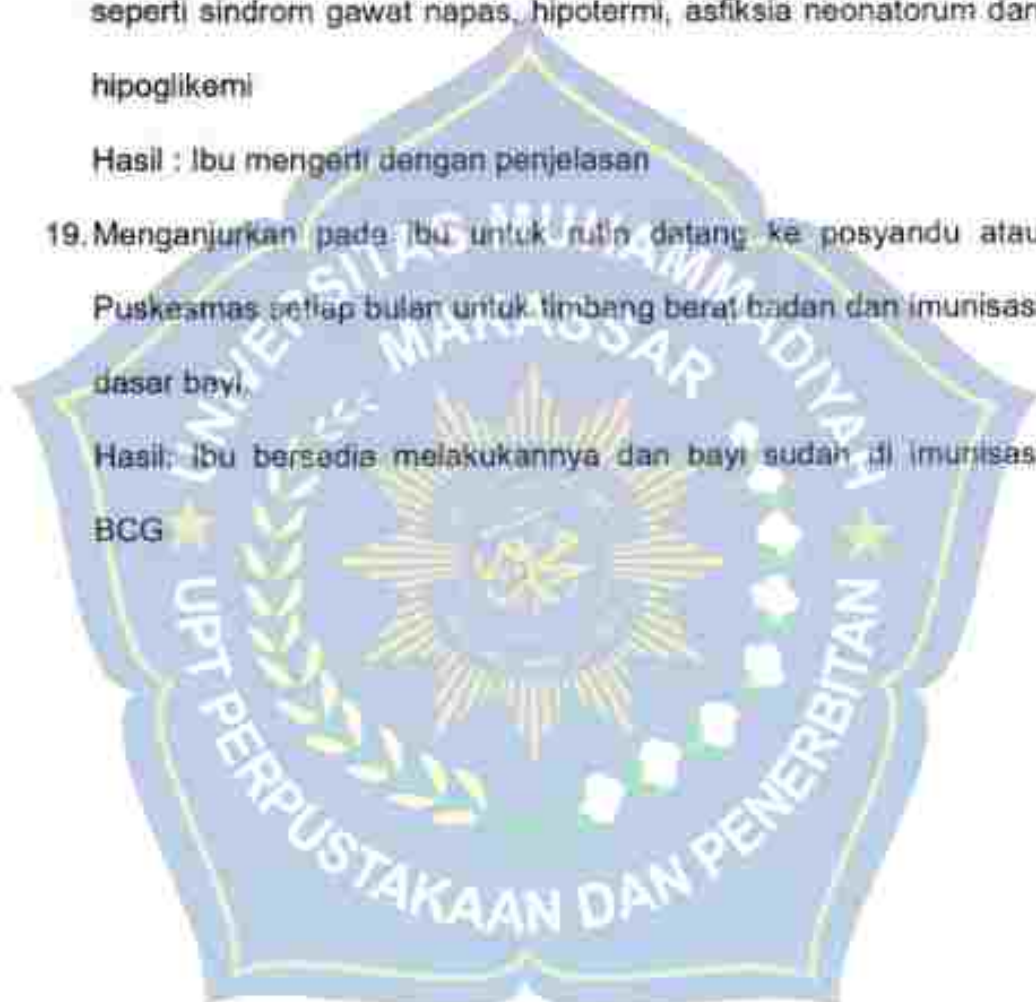 seperti sindrom gawat napas, hipotermi, asfiksia neonatorum dan
hipoglikemi
Hasil : Ibu mengerti dengan penjelasan
19. Menganjurkan pada ibu untuk rutin datang ke posyandu atau
Puskesmas setiap bulan untuk timbang berat badan dan imunisas
dasar bayi.
Hasil: ibu bersedia melakukannya dan bayi sudah di imunisas
BCG
UNIVERSITAS MUHAMMADIYAH
MAKASSAR
UPT PERPUSTAKAAN DAN PENERBITAN